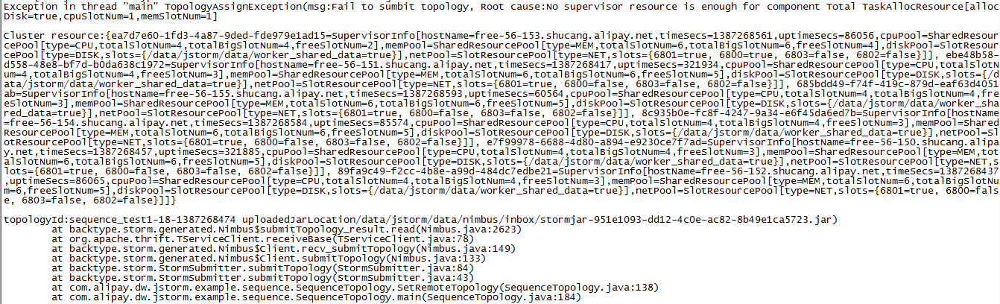 Exception in thread "main" TopologyAssignException(msg:Fail to sumbit topology, Root cause:No supervisor resource is enough for component Total TaskAllocResource[alloc
Disk=true,cpuSlotNum=1,memSlotNum=1]
Cluster resource:{ea7d7e60-1fd3-4a87-9ded-fde979e1ad15=SupervisorInfo[hostName=free-56-153.shucang.alipay.net,timeSecs=1387268561,uptimeSecs=86056,cpuPool=SharedResour
cePool[type=CPU,totalSlotNum=4,totalBigSlotNum=4,freeSlotNum=2],memPool=SharedResourcePool[type=MEM,totalSlotNum=6,totalBigSlotNum=6,freeSlotNum=4],diskPool=SlotResour
cePool[type=DISK,slots={/data/jstorm/data/worker_shared_data=true}],netPool=SlotResourcePool[type=NET,slots={6801=true, 6800=true, 6803=false, 6802=false}]], ebe48b58-
d558-48e8-bf7d-b0da638c1972=SupervisorInfo[hostName=free-56-151.shucang.alipay.net,timeSecs=1387268417,uptimeSecs=321934,cpuPool=SharedResourcePool[type=CPU,totalSlotN
um=4,totalBigSlotNum=4,freeSlotNum=3],memPool=SharedResourcePool[type=MEM,totalSlotNum=6,totalBigSlotNum=6,freeSlotNum=5],diskPool=SlotResourcePool[type=DISK,slots={/d
ata/jstorm/data/worker_shared_data=true}],netPool=SlotResourcePool[type=NET,slots={6801=true, 6800=false, 6803=false, 6802=false}]], 685bdd49-f74f-419c-879d-eaf63d4051
ab=SupervisorInfo[hostName=free-56-155.shucang.alipay.net,timeSecs=1387268593,uptimeSecs=60564,cpuPool=SharedResourcePool[type=CPU,totalSlotNum=4,totalBigSlotNum=4,fre
eSlotNum=3],memPool=SharedResourcePool[type=MEM,totalSlotNum=6,totalBigSlotNum=6,freeSlotNum=5],diskPool=SlotResourcePool[type=DISK,slots={/data/jstorm/data/worker_sha
red_data=true}],netPool=SlotResourcePool[type=NET,slots={6801=true, 6800=false, 6803=false, 6802=false}]], 8c935b0e-fc8f-4247-9a34-e6f45da6ed7b=SupervisorInfo[hostName
=free-56-154.shucang.alipay.net,timeSecs=1387268384,uptimeSecs=85574,cpuPool=SharedResourcePool[type=CPU,totalSlotNum=4,totalBigSlotNum=4,freeSlotNum=3],memPool=Shared
ResourcePool[type=MEM,totalSlotNum=6,totalBigSlotNum=6,freeSlotNum=5],diskPool=SlotResourcePool[type=DISK,slots={/data/jstorm/data/worker_shared_data=true}],netPool=Sl
otResourcePool[type=NET,slots={6801=true, 6800=false, 6803=false, 6802=false}]], e7f99978-6688-4d80-a894-e9230ce7f7ad=SupervisorInfo[hostName=free-56-150.shucang.alipa
y.net,timeSecs=1387268457,uptimeSecs=321885,cpuPool=SharedResourcePool[type=CPU,totalSlotNum=4,totalBigSlotNum=4,freeSlotNum=3],memPool=SharedResourcePool[type=MEM,tot
alSlotNum=6,totalBigSlotNum=6,freeSlotNum=5],diskPool=SlotResourcePool[type=DISK,slots={/data/jstorm/data/worker_shared_data=true}],netPool=SlotResourcePool[type=NET,s
lots={6801=true, 6800=false, 6803=false, 6802=false}]], 89fa9c49-f2cc-4b8e-a99d-484dc7edbe21=SupervisorInfo[hostName=free-56-152.shucang.alipay.net,timeSecs=1387268437
,uptimeSecs=86065,cpuPool=SharedResourcePool[type=CPU,totalSlotNum=4,totalBigSlotNum=4,freeSlotNum=3],memPool=SharedResourcePool[type=MEM,totalSlotNum=6,totalBigSlotNu
m=6,freeSlotNum=5],diskPool=SlotResourcePool[type=DISK,slots={/data/jstorm/data/worker_shared_data=true}],netPool=SlotResourcePool[type=NET,slots={6801=true, 6800=fals
e, 6803=false, 6802=false}]]}
topologyId:sequence_test1-18-1387268474 uploadedJarLocation/data/jstorm/data/nimbus/inbox/stormjar-951e1093-dd12-4c0e-ac82-8b49e1ca5723.jar)
at backtype.storm.generated.Nimbus$submitTopology_result.read(Nimbus.java:2623)
at org.apache.thrift.TServiceClient.receiveBase(TServiceClient.java:78)
at backtype.storm.generated.Nimbus$Client.recv_submitTopology(Nimbus.java:149)
at backtype.storm.generated.Nimbus$Client.submitTopology(Nimbus.java:133)
at backtype.storm.StormSubmitter.submitTopology(StormSubmitter.java:84)
at backtype.storm.StormSubmitter.submitTopology(StormSubmitter.java:43)
at com.alipay.dw.jstorm.example.sequence.SequenceTopology.SetRemoteTopology(SequenceTopology.java:138)
at com.alipay.dw.jstorm.example.sequence.SequenceTopology.main(SequenceTopology.java:184)